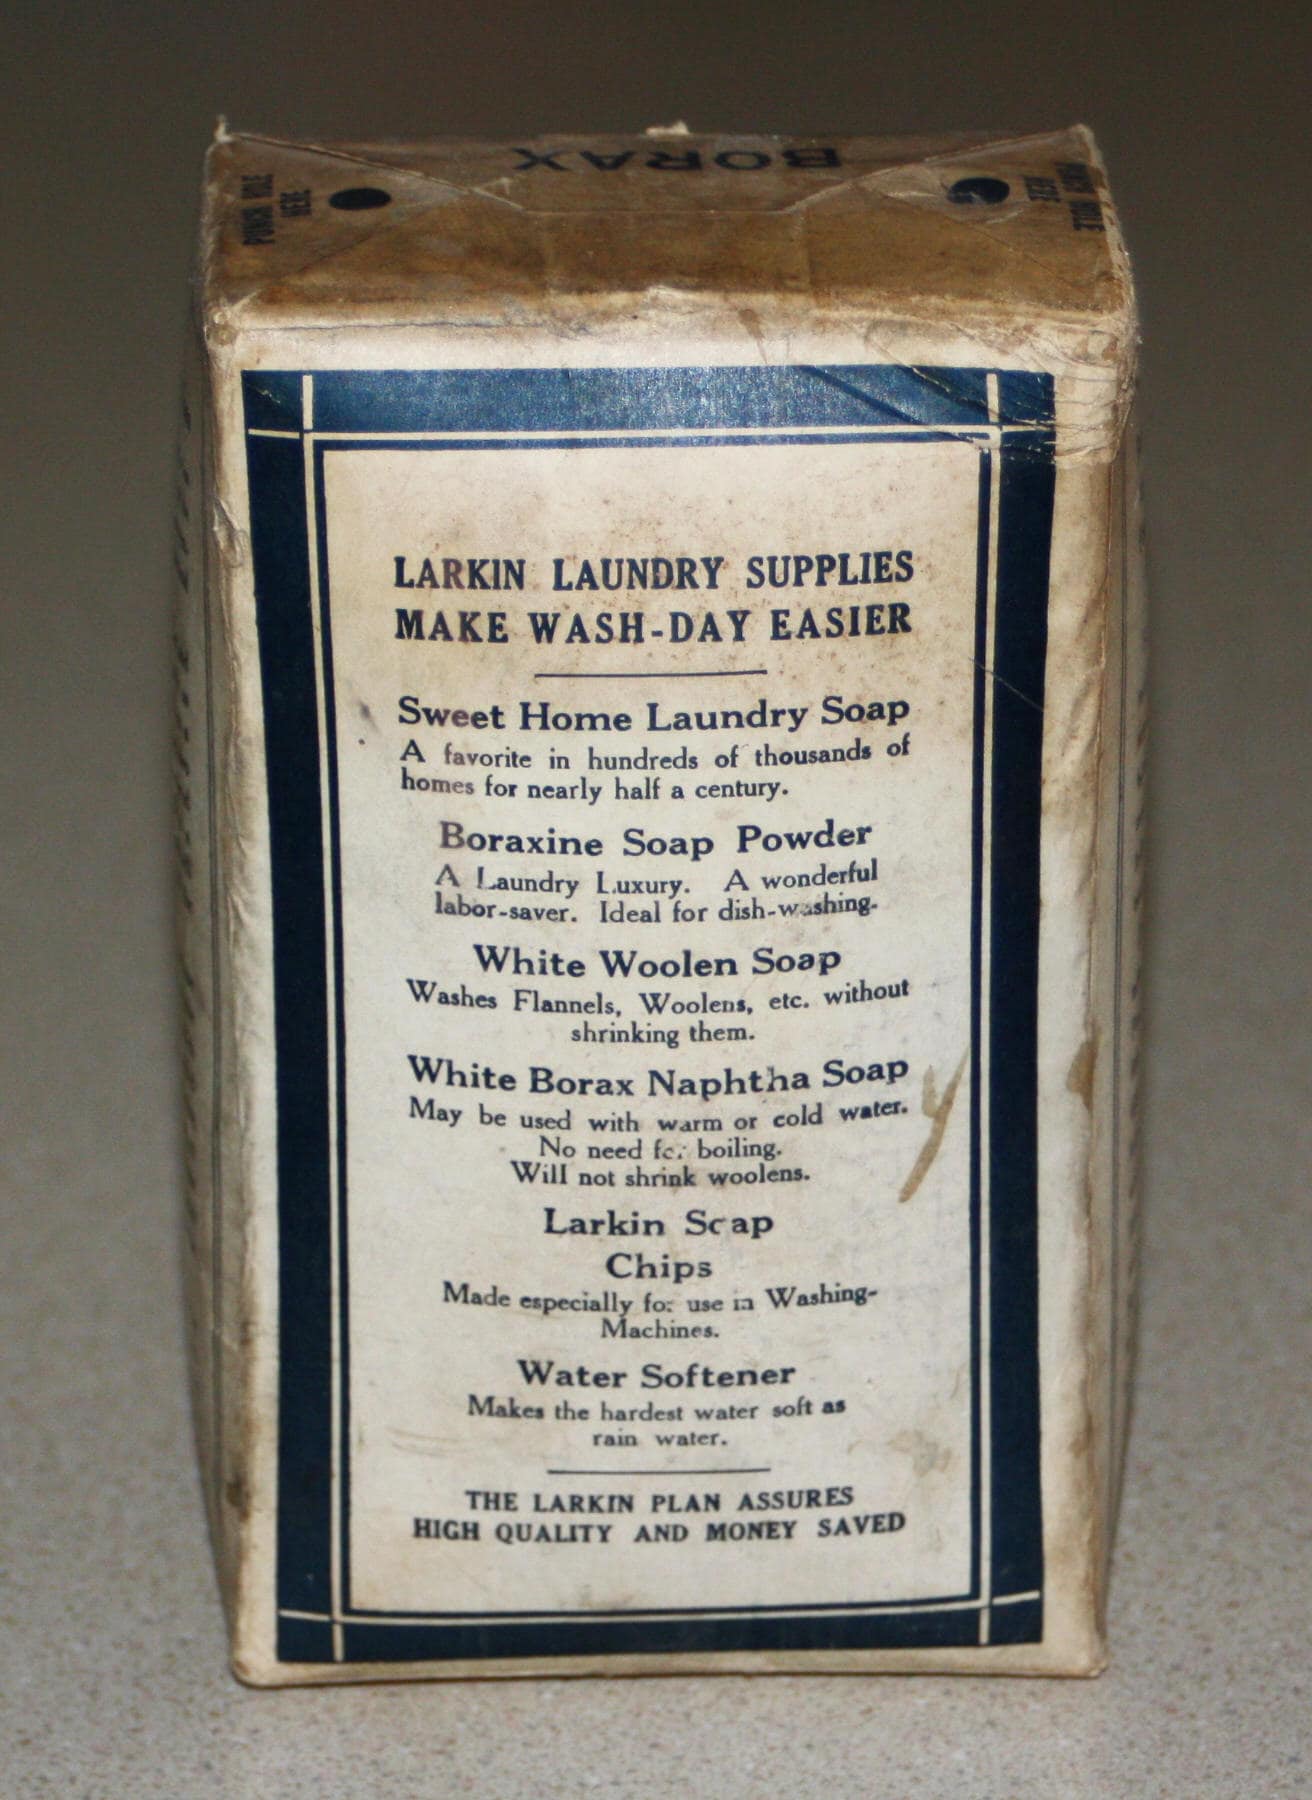 BORAX
PUNCH HOLE
HERE
PUNCH HOLE
HERE
LARKIN LAUNDRY SUPPLIES
MAKE WASH-DAY EASIER
Sweet Home Laundry Soap
A favorite in hundreds of thousands of
homes for nearly half a century.
Boraxine Soap Powder
A Laundry Luxury. A wonderful
labor-saver. Ideal for dish-washing.
White Woolen Soap
Washes Flannels, Woolens, etc. without
shrinking them.
White Borax Naphtha Soap
May be used with warm or cold water.
No need for boiling.
Will not shrink woolens.
Larkin Soap
Chips
Made especially for use in Washing-
Machines.
Water Softener
Makes the hardest water soft as
rain water.
THE LARKIN PLAN ASSURES
HIGH QUALITY AND MONEY SAVED